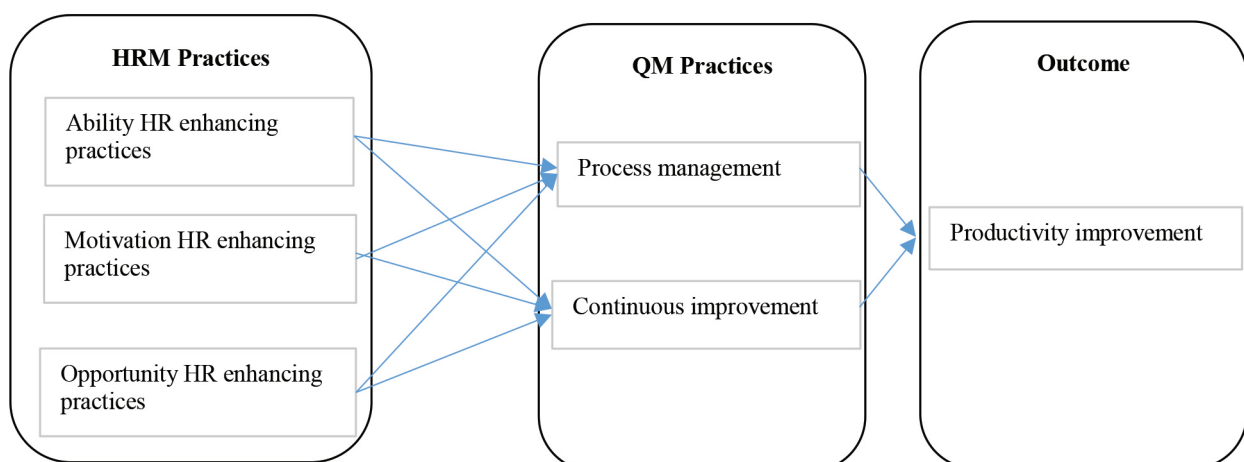 HRM Practices
Ability HR enhancing
practices
Motivation HR enhancing
practices
Opportunity HR enhancing
practices
QM Practices
Process management
Continuous improvement
Outcome
Productivity improvement